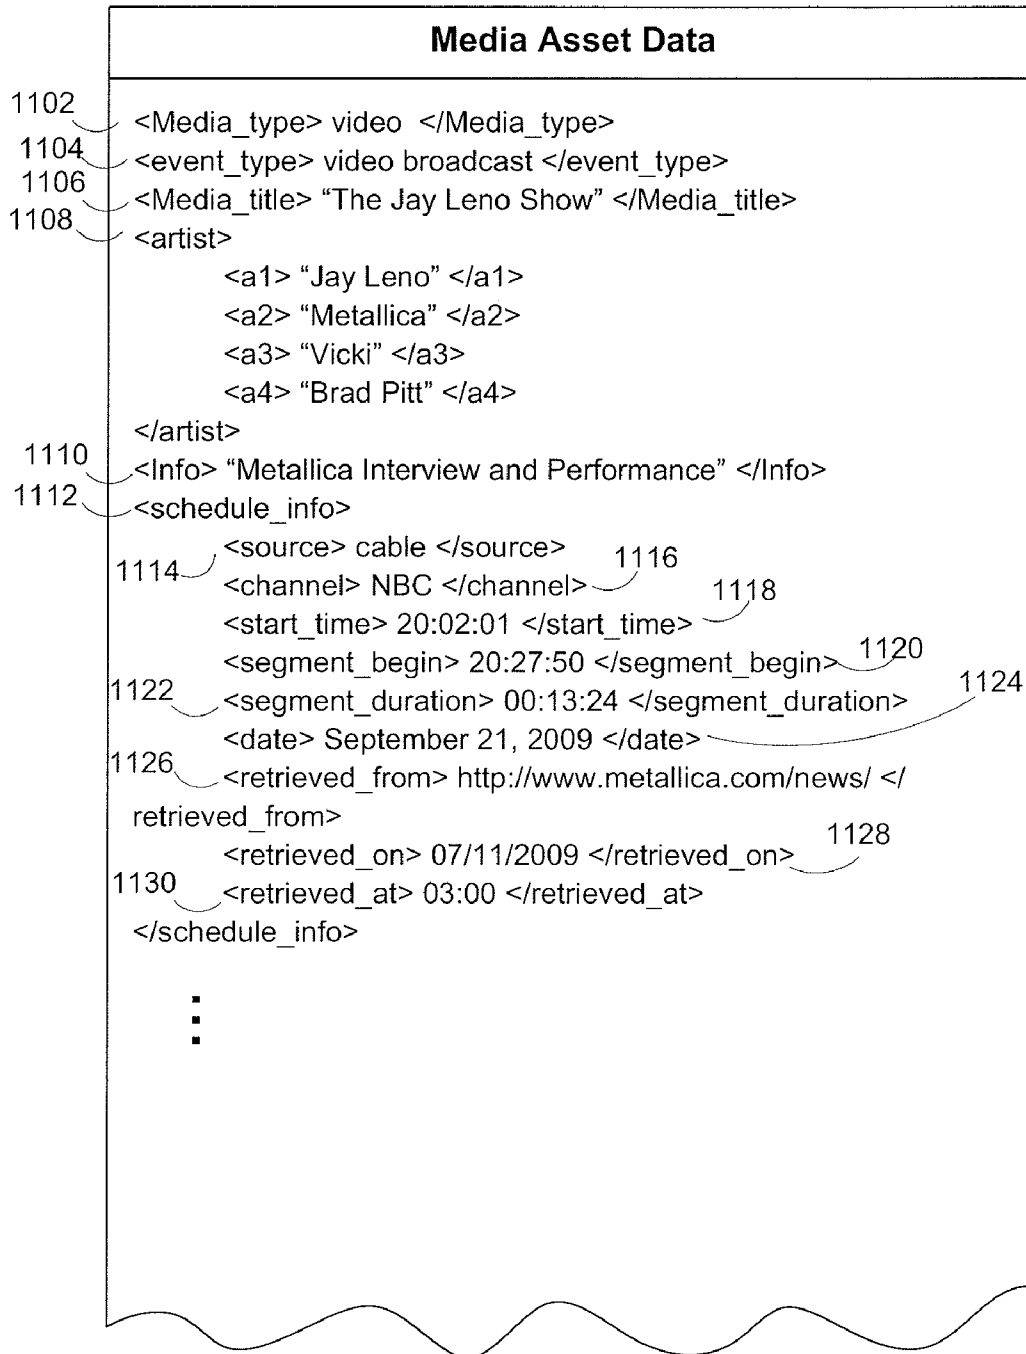 Media Asset Data
1102 <Media_type> video </Media_type>
1104 <event_type> video broadcast </event_type>
1106 <Media_title> “The Jay Leno Show” </Media_title>
1108 <artist>
<a1> “Jay Leno” </a1>
<a2> “Metallica” </a2>
<a3> “Vicki” </a3>
<a4> “Brad Pitt” </a4>
</artist>
1110 <Info> “Metallica Interview and Performance” </Info>
1112 <schedule_info>
1114 <source> cable </source>
<channel> NBC </channel> 1116
<start_time> 20:02:01 </start_time> 1118
<segment_begin> 20:27:50 </segment_begin> 1120
1122 <segment_duration> 00:13:24 </segment_duration>
<date> September 21, 2009 </date> 1124
1126 <retrieved_from> http://www.metallica.com/news/ </
retrieved_from>
<retrieved_on> 07/11/2009 </retrieved_on> 1128
1130 <retrieved_at> 03:00 </retrieved_at>
</schedule_info>